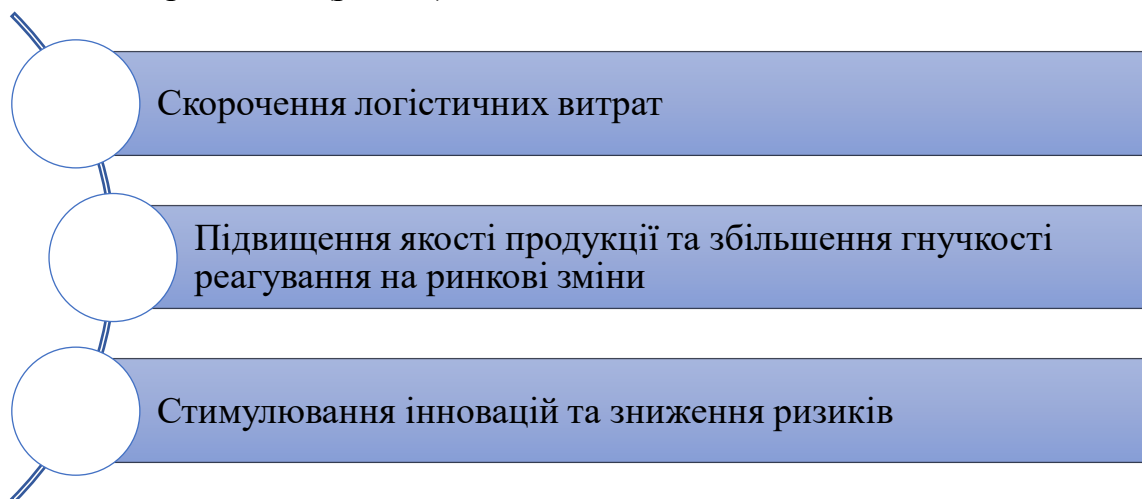 Скорочення логістичних витрат
Підвищення якості продукції та збільшення гнучкості
реагування на ринкові зміни
Стимулювання інновацій та зниження ризиків